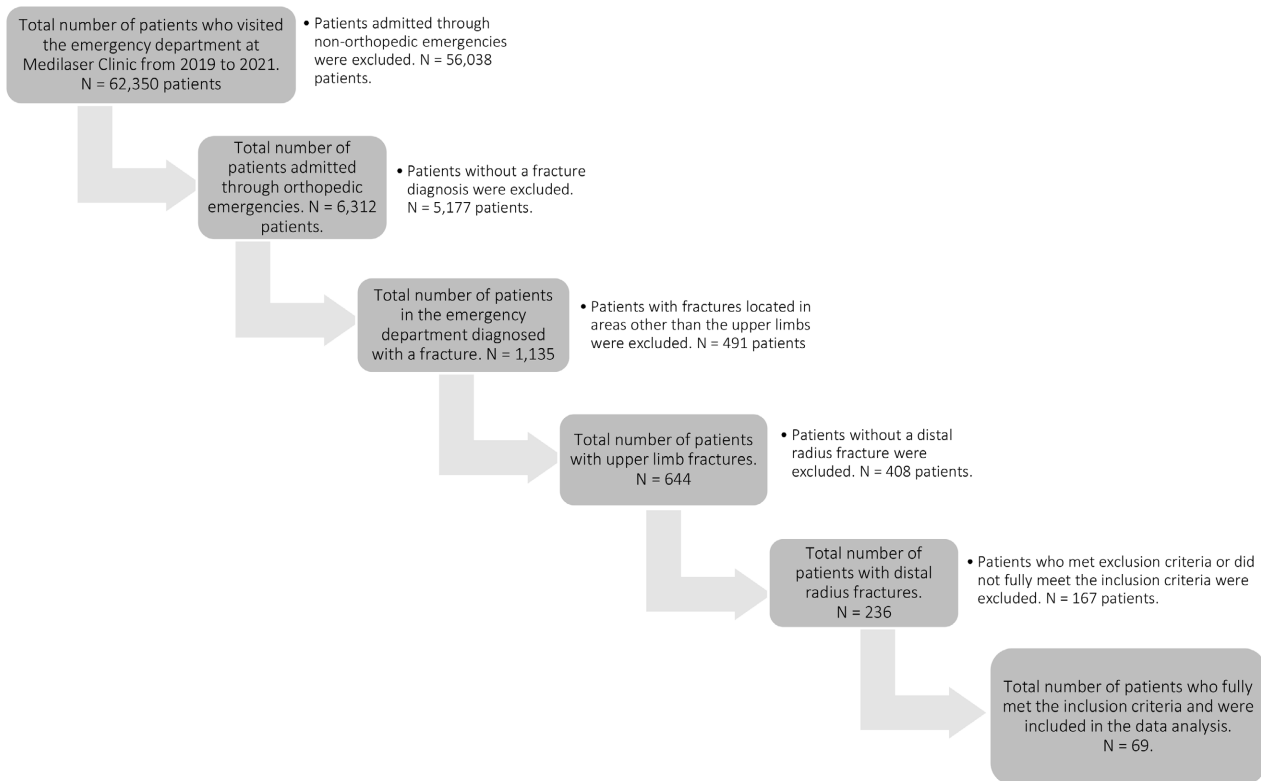 Total number of patients who visited
the emergency department at
Medilaser Clinic from 2019 to 2021.
N = 62,350 patients
• Patients admitted through
non-orthopedic emergencies
were excluded. N = 56,038
patients.
Total number of
patients admitted
through orthopedic
emergencies. N = 6,312
patients.
• Patients without a fracture
diagnosis were excluded.
N = 5,177 patients.
Total number of patients
in the emergency
department diagnosed
with a fracture. N = 1,135
• Patients with fractures located in
areas other than the upper limbs
were excluded. N = 491 patients
Total number of patients
with upper limb fractures.
N = 644
• Patients without a distal
radius fracture were
excluded. N = 408 patients.
Total number of
patients with distal
radius fractures.
N = 236
• Patients who met exclusion criteria or did
not fully meet the inclusion criteria were
excluded. N = 167 patients.
Total number of patients who fully
met the inclusion criteria and were
included in the data analysis.
N = 69.